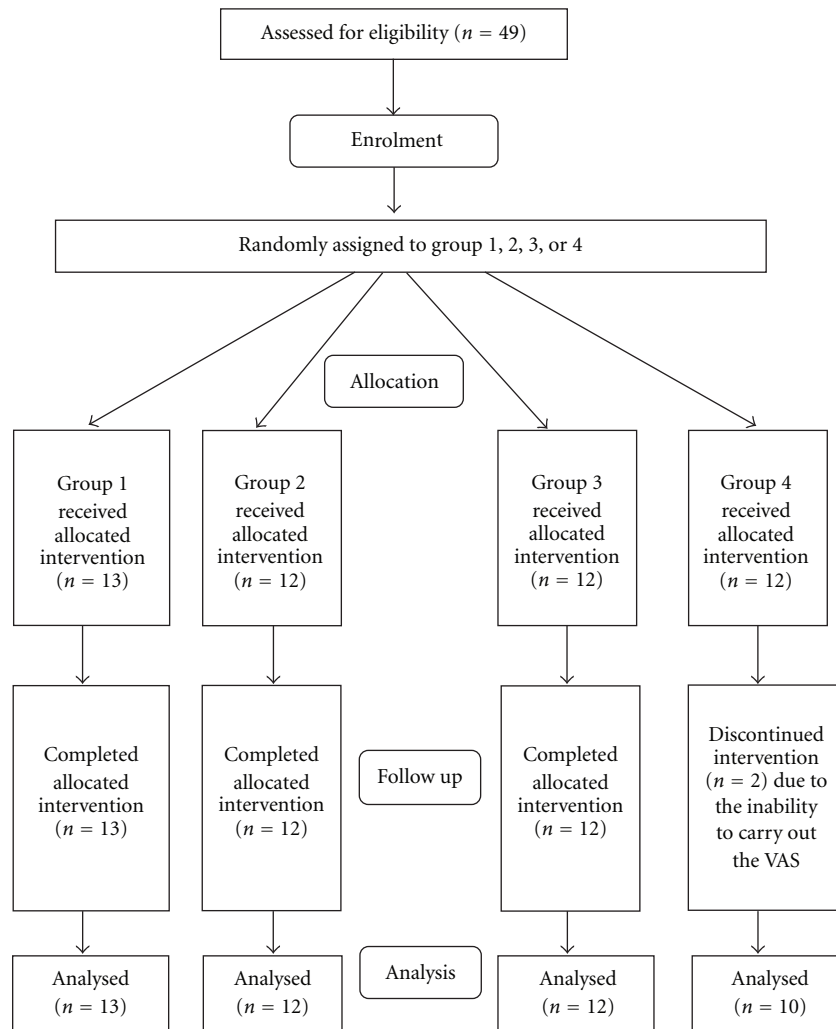 Assessed for eligibility (n = 49)
Enrolment
Randomly assigned to group 1, 2, 3, or 4
Allocation
Group 1
received
allocated
intervention
(n = 13)
Group 2
received
allocated
intervention
(n = 12)
Group 3
received
allocated
intervention
(n = 12)
Group 4
received
allocated
intervention
(n = 12)
Completed
allocated
intervention
(n = 13)
Completed
allocated
intervention
(n = 12)
Follow up
Completed
allocated
intervention
(n = 12)
Discontinued
intervention
(n = 2) due to
the inability
to carry out
the VAS
Analysed
(n = 13)
Analysed
(n = 12)
Analysis
Analysed
(n = 12)
Analysed
(n = 10)